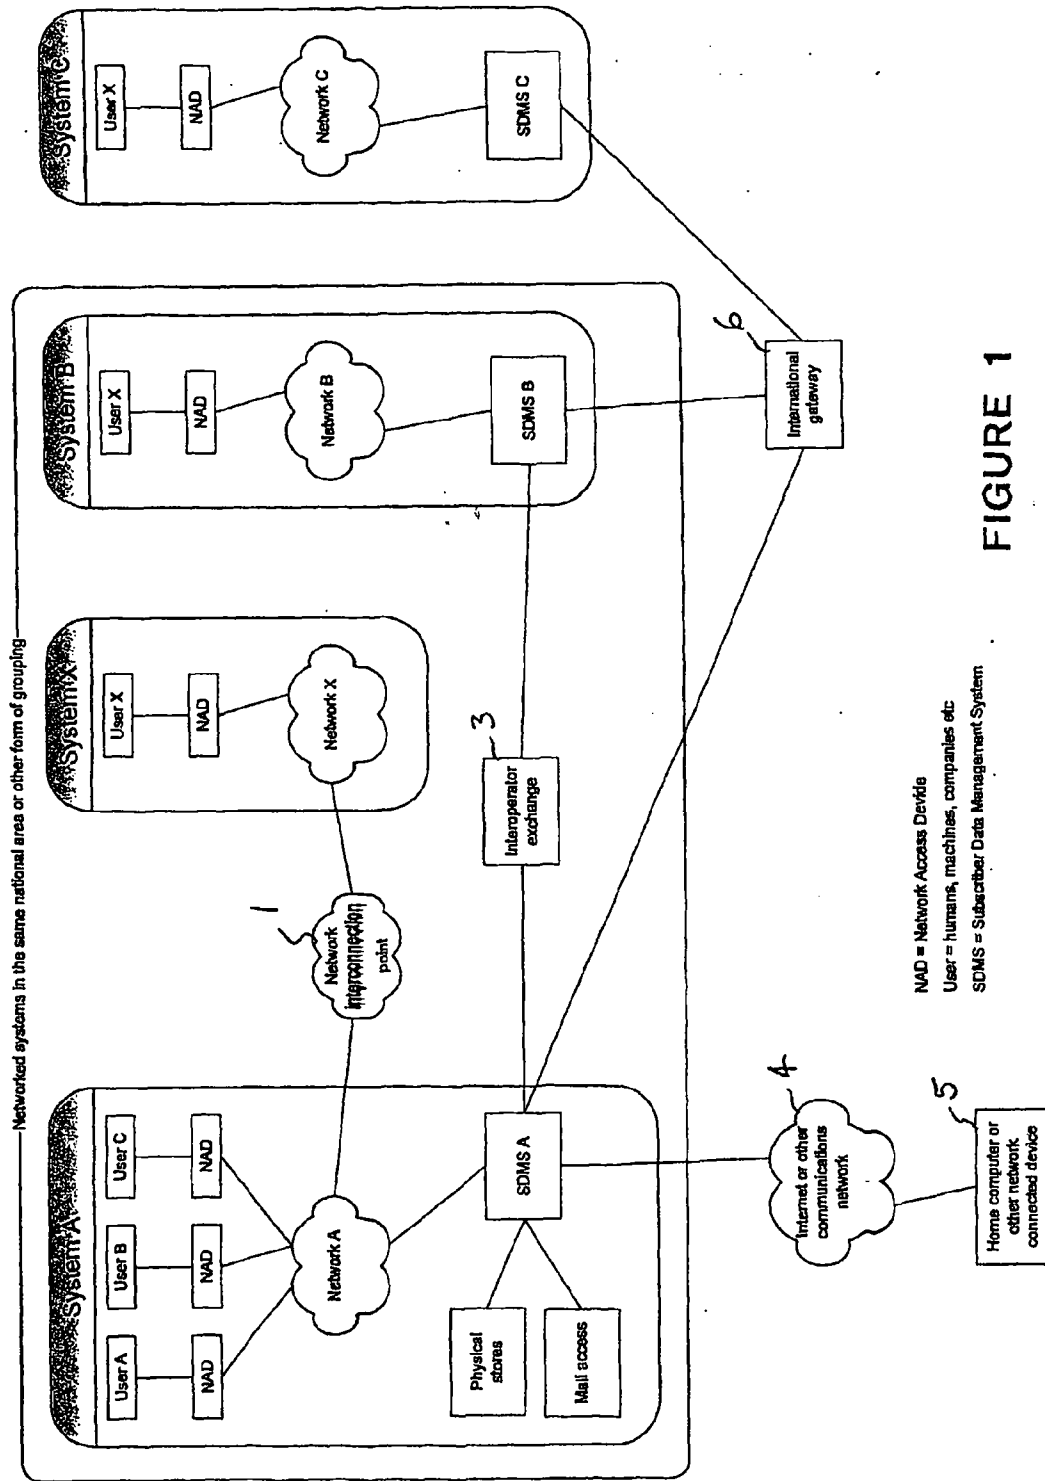 Networked systems in the same national area or other form of grouping
System A
User A
User B
User C
NAD
NAD
NAD
Network A
Physical
stores
Mail access
SDMS A
1
Network
interconnection
point
System X
User X
NAD
Network X
Interoperator
exchange
3
System B
User X
NAD
Network B
SDMS B
System C
User X
NAD
Network C
SDMS C
4
Internet or other
communications
network
5
Home computer or
other network
connected device
6
International
gateway
NAD = Network Access Devide
User = humans, machines, companies etc
SDMS = Subscriber Data Management System
FIGURE 1